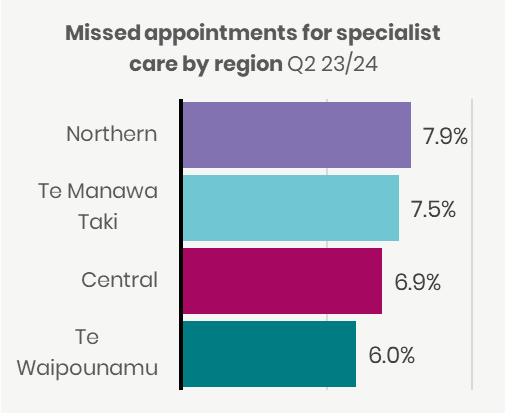 Missed appointments for specialist
care by region Q2 23/24
Northern
7.9%
Te Manawa
Taki
7.5%
Central
6.9%
Te
Waipounamu
6.0%